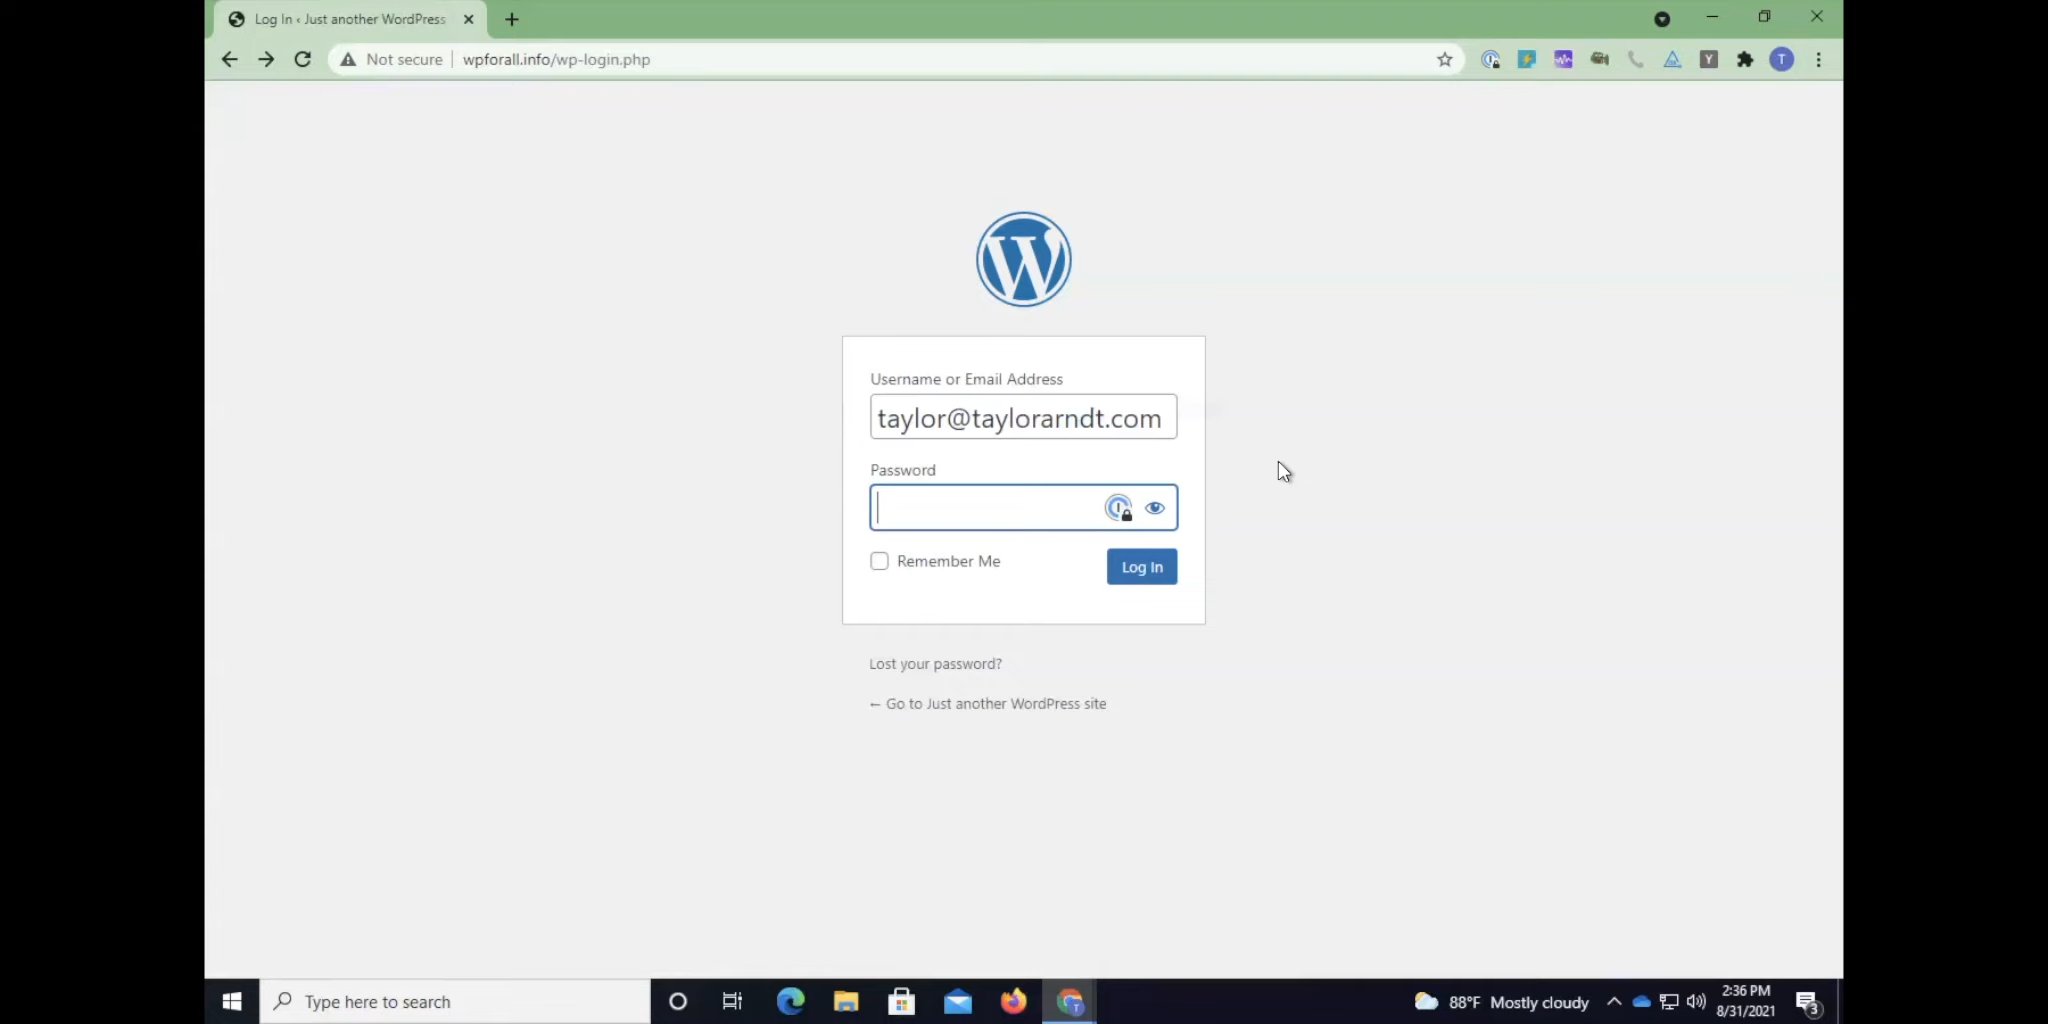 Log In ‹ Just another WordPress
Not secure
wpforall.info/wp-login.php
Y
T
W
Username or Email Address
taylor@taylorarndt.com
Password
Remember Me
Log In
Lost your password?
← Go to Just another WordPress site
Type here to search
88°F Mostly cloudy
2:36 PM
8/31/2021
3